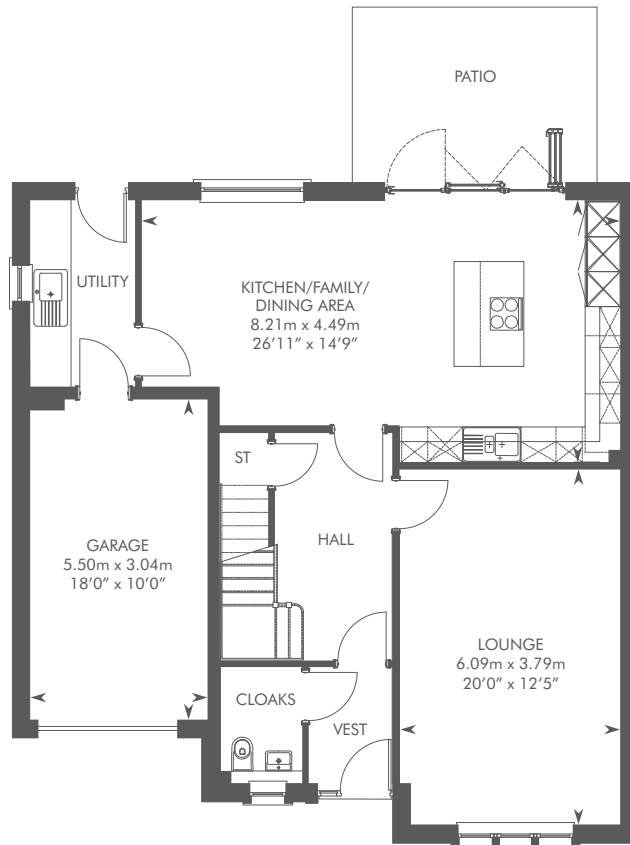 PATIO
UTILITY
KITCHEN/FAMILY/
DINING AREA
8.21m x 4.49m
26’11” x 14’9”
ST
HALL
GARAGE
5.50m x 3.04m
18’0” x 10’0”
LOUNGE
6.09m x 3.79m
20’0” x 12’5”
CLOAKS
VEST